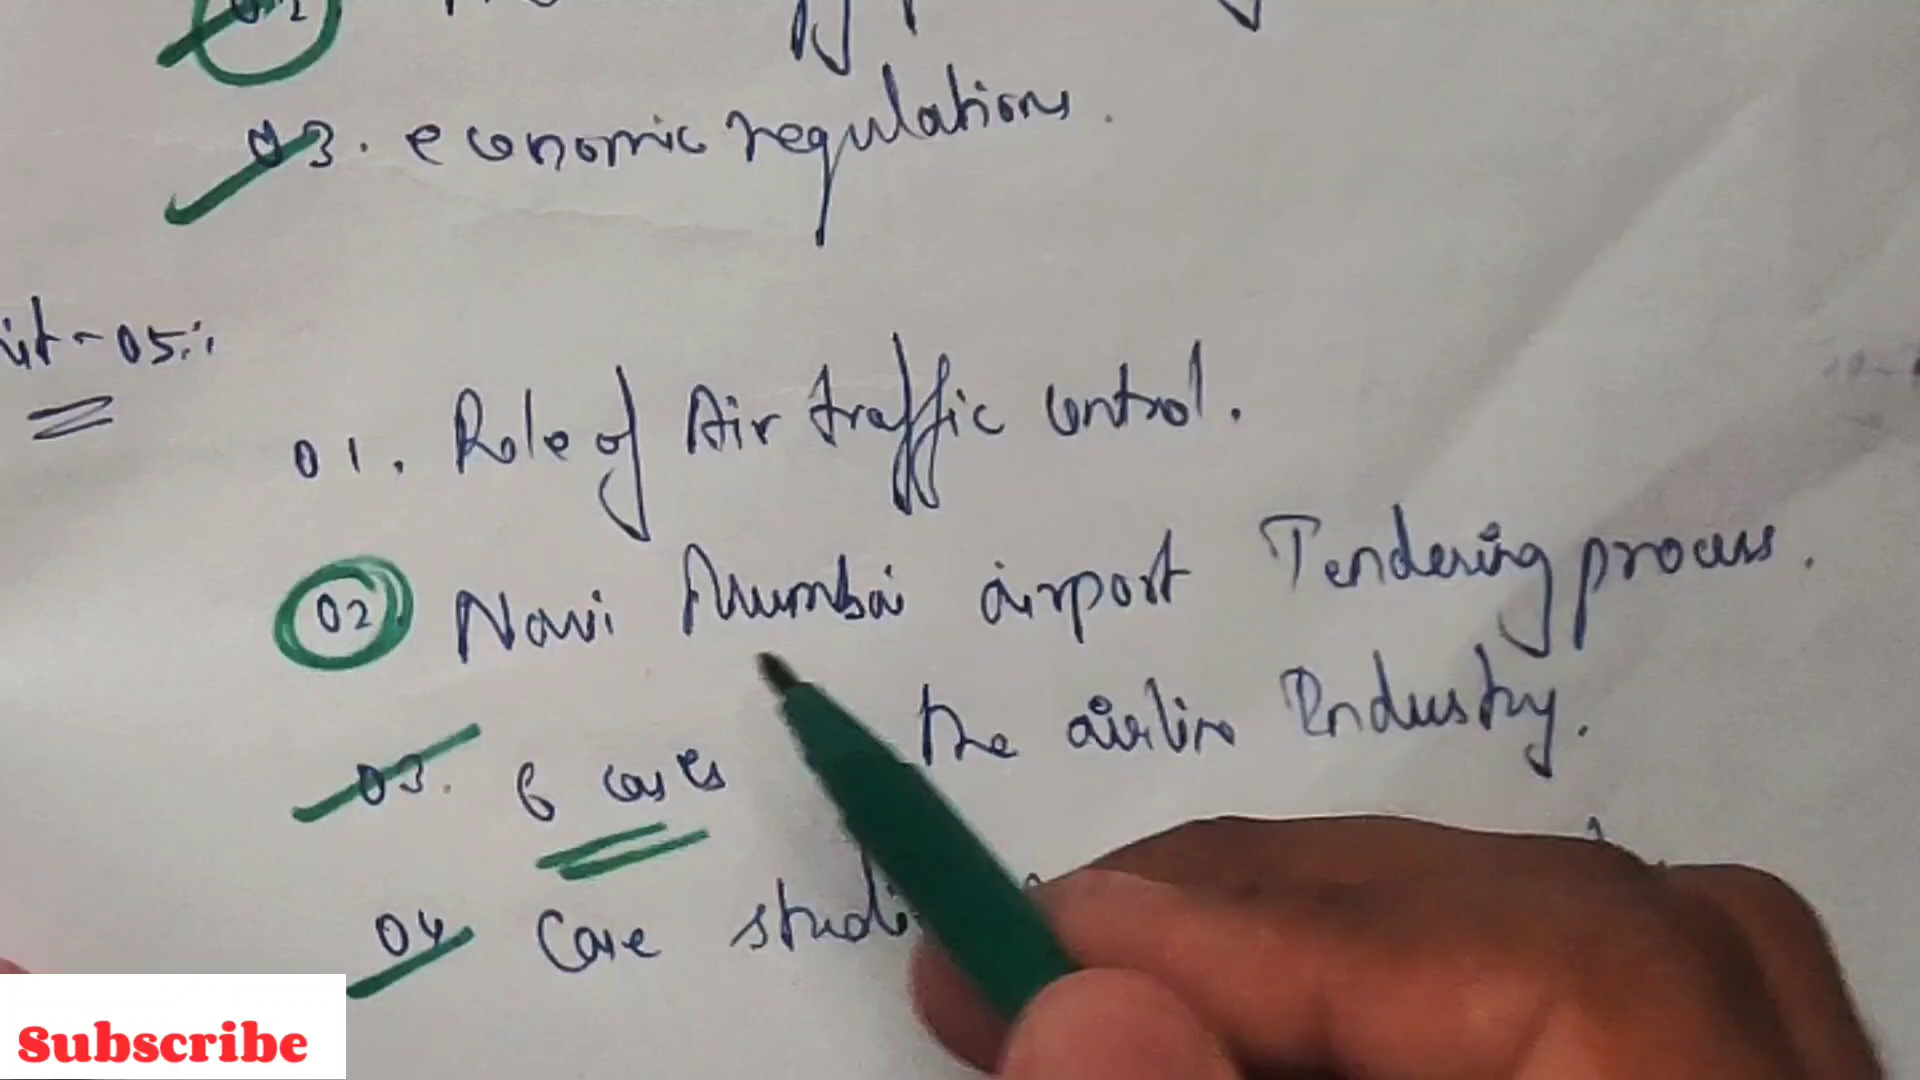 03. economic regulations.
Unit-05:
01. Role of Air traffic control.
02 Navi Mumbai airport Tendering process.
03. 6 cases the airline Industry.
04 Case
Subscribe